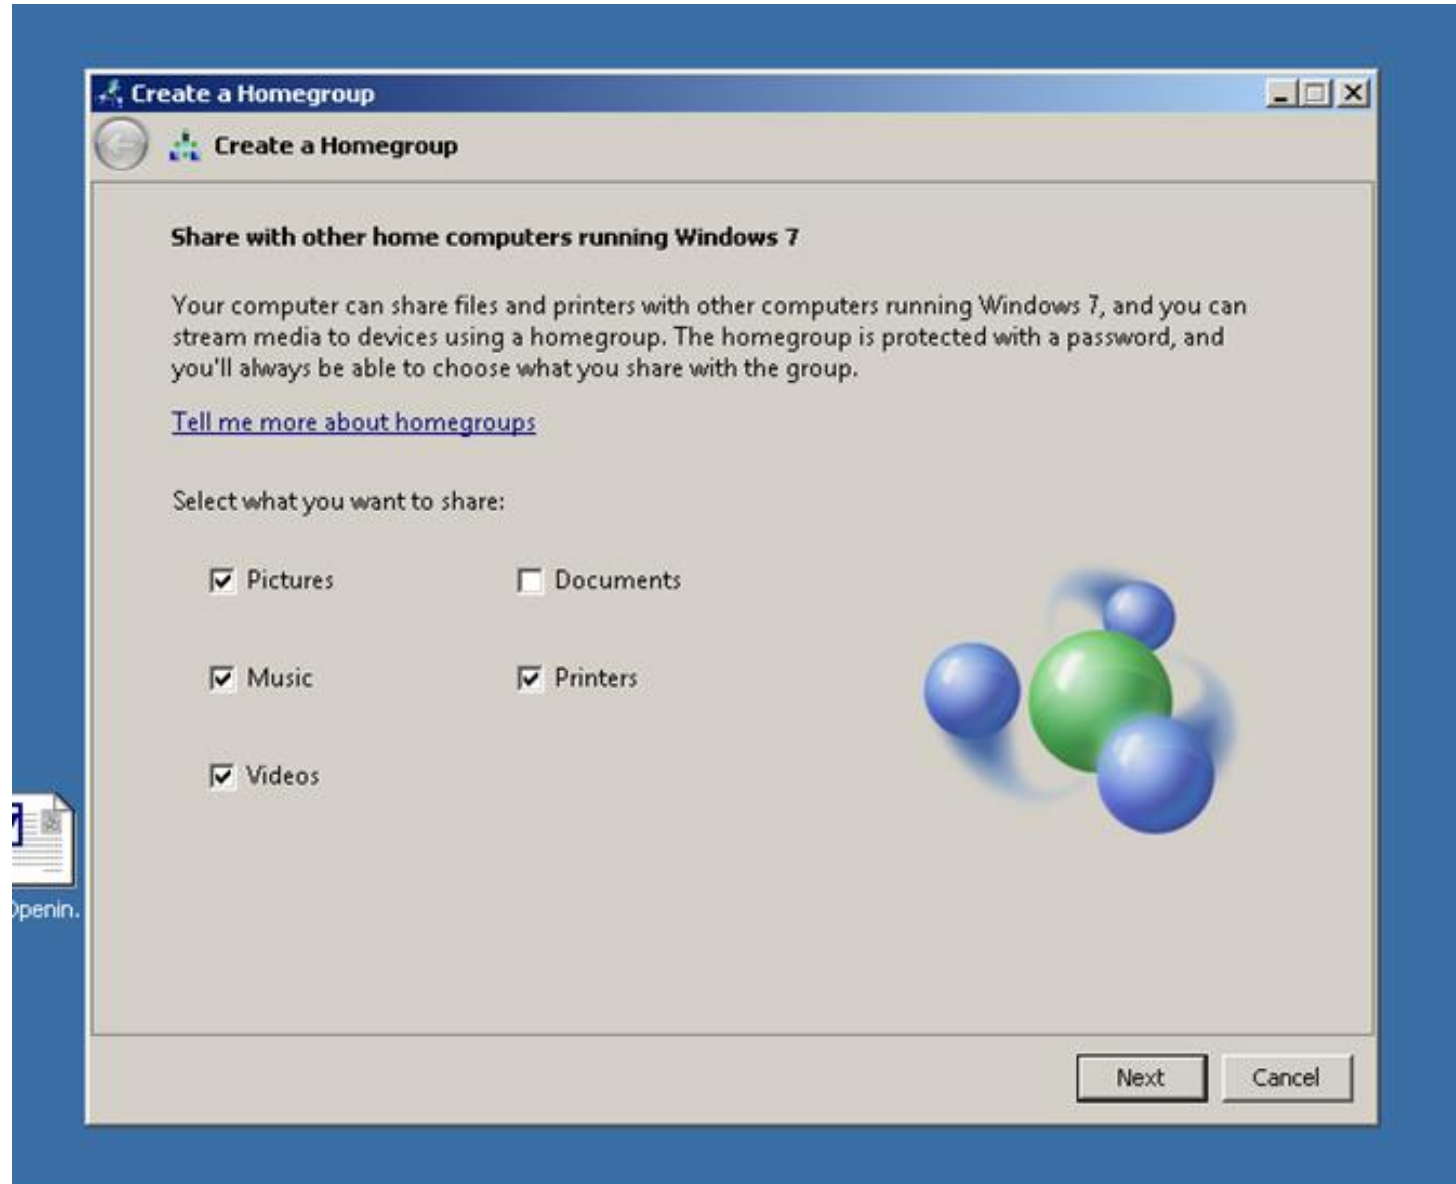 Create a Homegroup
Create a Homegroup
Share with other home computers running Windows 7
Your computer can share files and printers with other computers running Windows 7, and you can
stream media to devices using a homegroup. The homegroup is protected with a password, and
you'll always be able to choose what you share with the group.
Tell me more about homegroups
Select what you want to share:
Pictures
Documents
Music
Printers
Videos
Next
Cancel